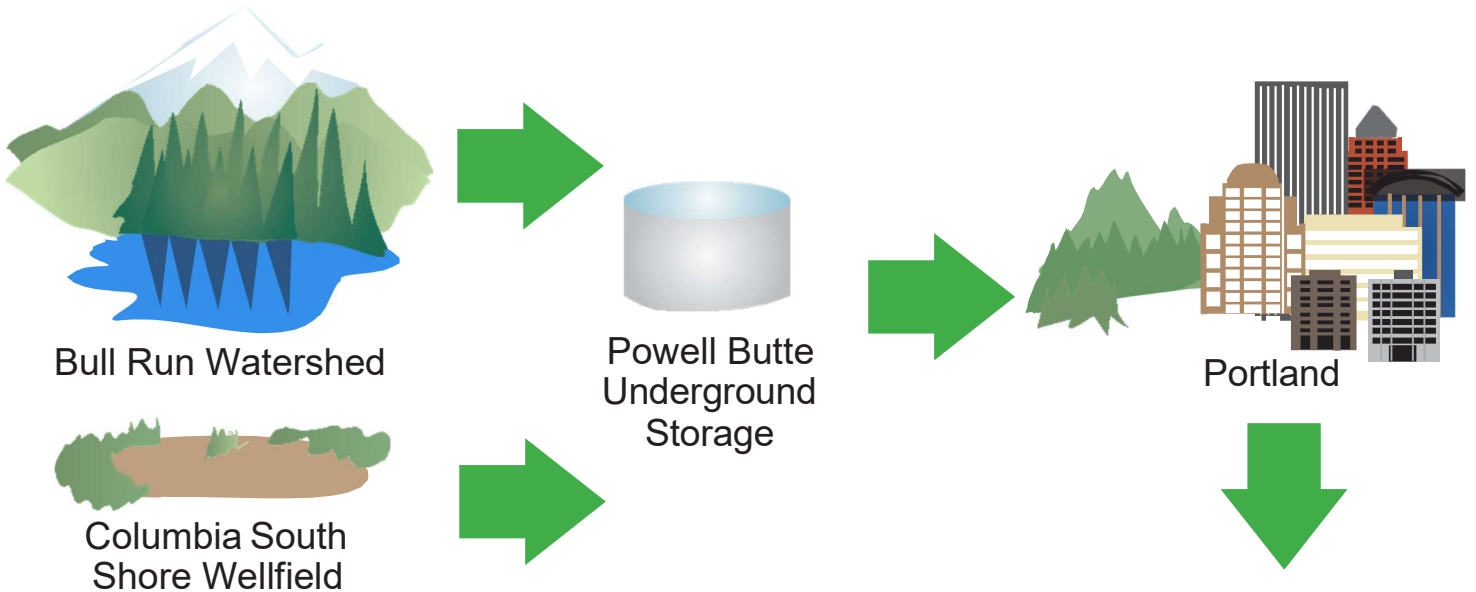 Bull Run Watershed
Powell Butte
Underground
Storage
Portland
Columbia South
Shore Wellfield